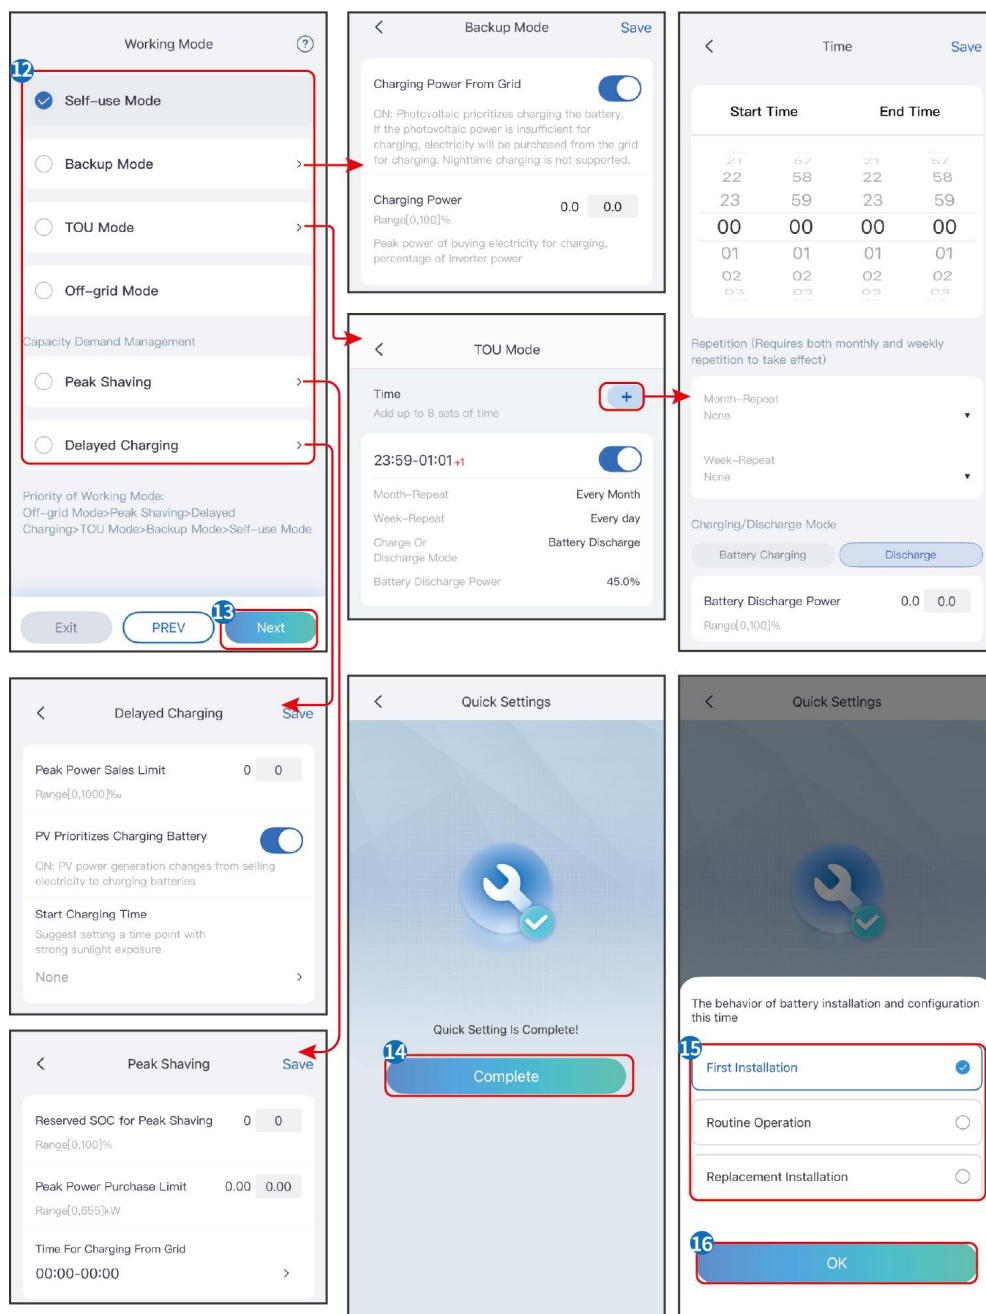 Working Mode
?
12
Self-use Mode
Backup Mode
TOU Mode
Off-grid Mode
Capacity Demand Management
Peak Shaving
Delayed Charging
Priority of Working Mode:
Off-grid Mode>Peak Shaving>Delayed
Charging>TOU Mode>Backup Mode>Self-use Mode
13
Exit
PREV
Next
Backup Mode
Save
Charging Power From Grid
ON: Photovoltaic prioritizes charging the battery.
If the photovoltaic power is insufficient for
charging, electricity will be purchased from the grid
for charging. Nighttime charging is not supported.
Charging Power
0.0 0.0
Range[0,100]%
Peak power of buying electricity for charging,
percentage of inverter power
TOU Mode
Time
+
Add up to 8 sets of time
23:59-01:01 +1
Month-Repeat Every Month
Week-Repeat Every day
Charge Or Battery Discharge
Discharge Mode
Battery Discharge Power 45.0%
Time
Save
Start Time End Time
21 57 21 57
22 58 22 58
23 59 23 59
00 00 00 00
01 01 01 01
02 02 02 02
03 03 03 03
Repetition (Requires both monthly and weekly
repetition to take effect)
Month-Repeat
None
Week-Repeat
None
Charging/Discharge Mode
Battery Charging Discharge
Battery Discharge Power 0.0 0.0
Range[0,100]%
Delayed Charging
Save
Peak Power Sales Limit 0 0
Range[0,1000]‰
PV Prioritizes Charging Battery
ON: PV power generation changes from selling
electricity to charging batteries
Start Charging Time
Suggest setting a time point with
strong sunlight exposure
None
Peak Shaving
Save
Reserved SOC for Peak Shaving 0 0
Range[0,100]%
Peak Power Purchase Limit 0.00 0.00
Range[0,655]kW
Time For Charging From Grid
00:00-00:00
Quick Settings
Quick Setting Is Complete!
14
Complete
Quick Settings
The behavior of battery installation and configuration
this time
15
First Installation
Routine Operation
Replacement Installation
16
OK